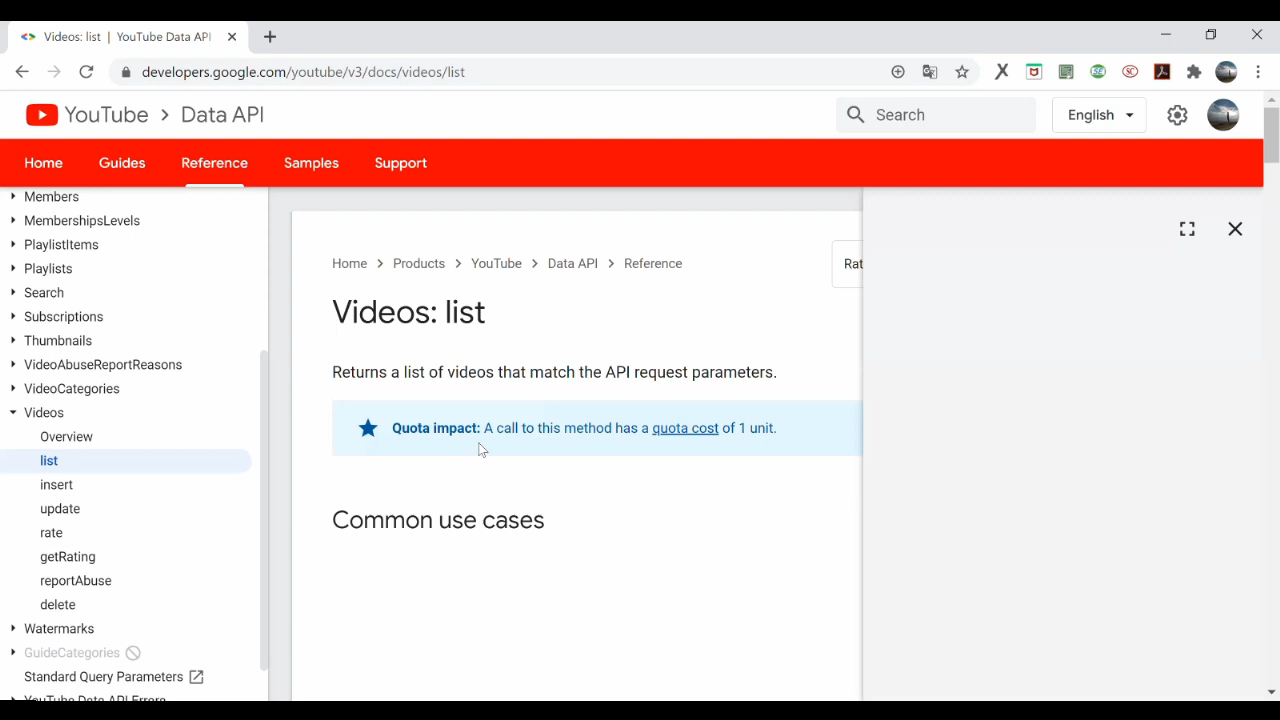 Videos: list | YouTube Data API
developers.google.com/youtube/v3/docs/videos/list
YouTube > Data API
Search
English
Home Guides Reference Samples Support
Members
MembershipsLevels
PlaylistItems
Playlists
Search
Subscriptions
Thumbnails
VideoAbuseReportReasons
VideoCategories
Videos
Overview
list
insert
update
rate
getRating
reportAbuse
delete
Watermarks
GuideCategories
Standard Query Parameters
YouTube Data API Errors
Home > Products > YouTube > Data API > Reference
Rat
Videos: list
Returns a list of videos that match the API request parameters.
Quota impact: A call to this method has a quota cost of 1 unit.
Common use cases